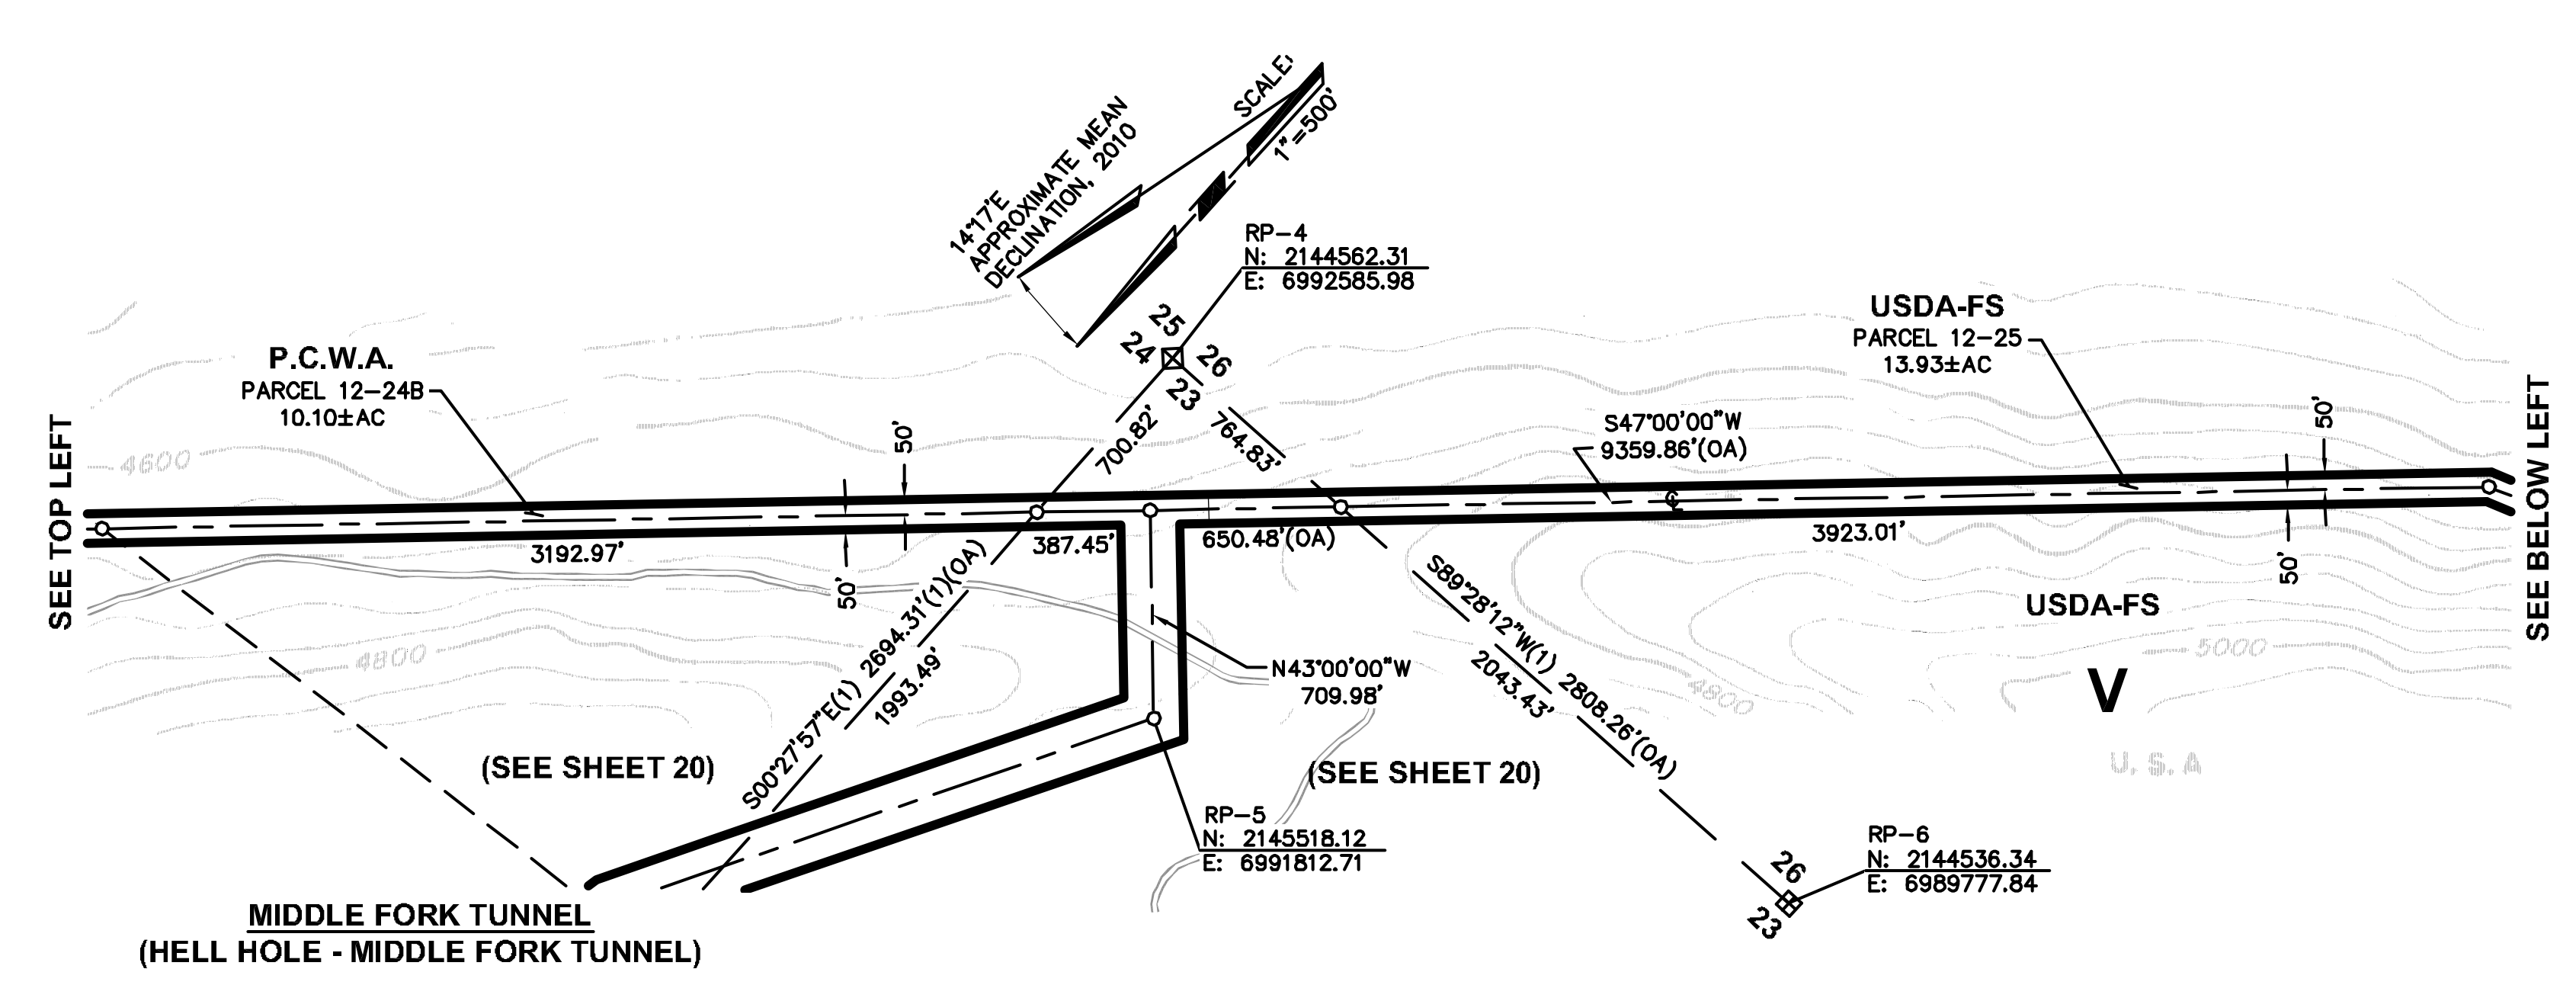 SCALE:
1"=500'
14°17'E
APPROXIMATE MEAN
DECLINATION, 2010
RP-4
N: 2144562.31
E: 6992585.98
25
24
26
23
USDA-FS
PARCEL 12-25
13.93±AC
P.C.W.A.
PARCEL 12-24B
10.10±AC
SEE TOP LEFT
4600
50'
700.82'
764.83'
S47°00'00"W
9359.86'(OA)
50'
SEE BELOW LEFT
℄
3192.97'
387.45'
650.48'(OA)
3923.01'
50'
50'
S00°27'57"E(1) 2694.31'(1)(OA)
1993.49'
S89°28'12"W(1) 2808.26'(OA)
2043.43'
USDA-FS
4800
N43°00'00"W
709.98'
4800
5000
V
(SEE SHEET 20)
(SEE SHEET 20)
U.S.A
RP-5
N: 2145518.12
E: 6991812.71
RP-6
N: 2144536.34
E: 6989777.84
26
23
MIDDLE FORK TUNNEL
(HELL HOLE - MIDDLE FORK TUNNEL)